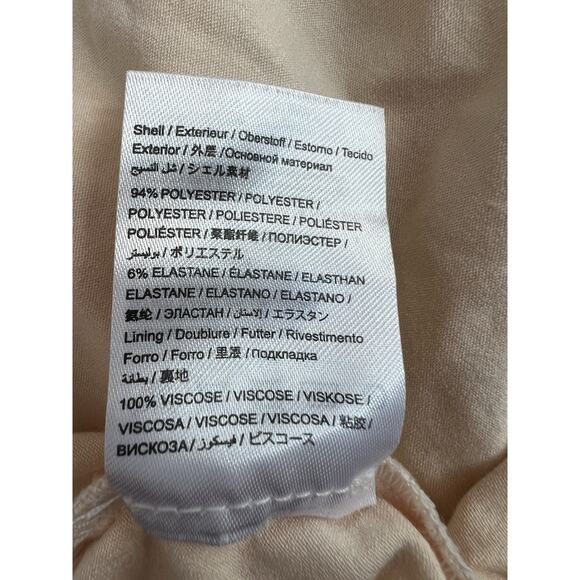 Shell / Exterieur / Oberstoff / Estorno / Tecido
Exterior / 外层 / Основной материал
شل النسيج / シェル素材
94% POLYESTER / POLYESTER /
POLYESTER / POLIESTERE / POLIÉSTER
POLIÉSTER / 聚酯纤维 / ПОЛИЭСТЕР /
بوليستر / ポリエステル
6% ELASTANE / ÉLASTANE / ELASTHAN
ELASTANE / ELASTANO / ELASTANO /
氨纶 / ЭЛАСТАН / الاستان / エラスタン
Lining / Doublure / Futter / Rivestimento
Forro / Forro / 里层 / подкладка
بطانة / 裏地
100% VISCOSE / VISCOSE / VISKOSE /
VISCOSA / VISCOSE / VISCOSA / 粘胶 /
ВИСКОЗА / فيسكوز / ビスコース